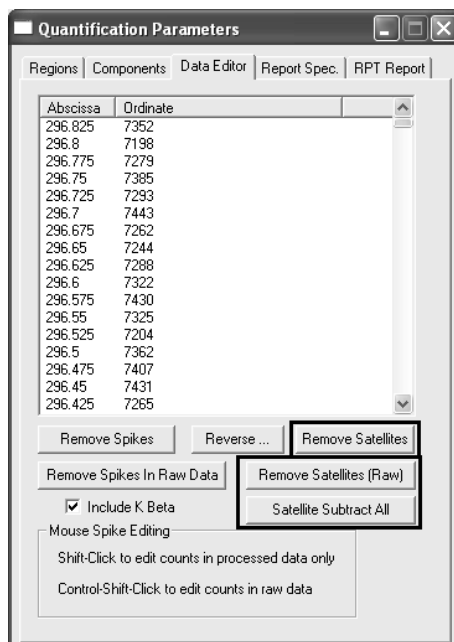 Quantification Parameters
Regions Components Data Editor Report Spec. RPT Report
Abscissa Ordinate
296.825 7352
296.8 7198
296.775 7279
296.75 7385
296.725 7293
296.7 7443
296.675 7262
296.65 7244
296.625 7288
296.6 7322
296.575 7430
296.55 7325
296.525 7204
296.5 7362
296.475 7407
296.45 7431
296.425 7265
Remove Spikes Reverse ... Remove Satellites
Remove Spikes In Raw Data Remove Satellites (Raw)
Include K Beta Satellite Subtract All
Mouse Spike Editing
Shift-Click to edit counts in processed data only
Control-Shift-Click to edit counts in raw data